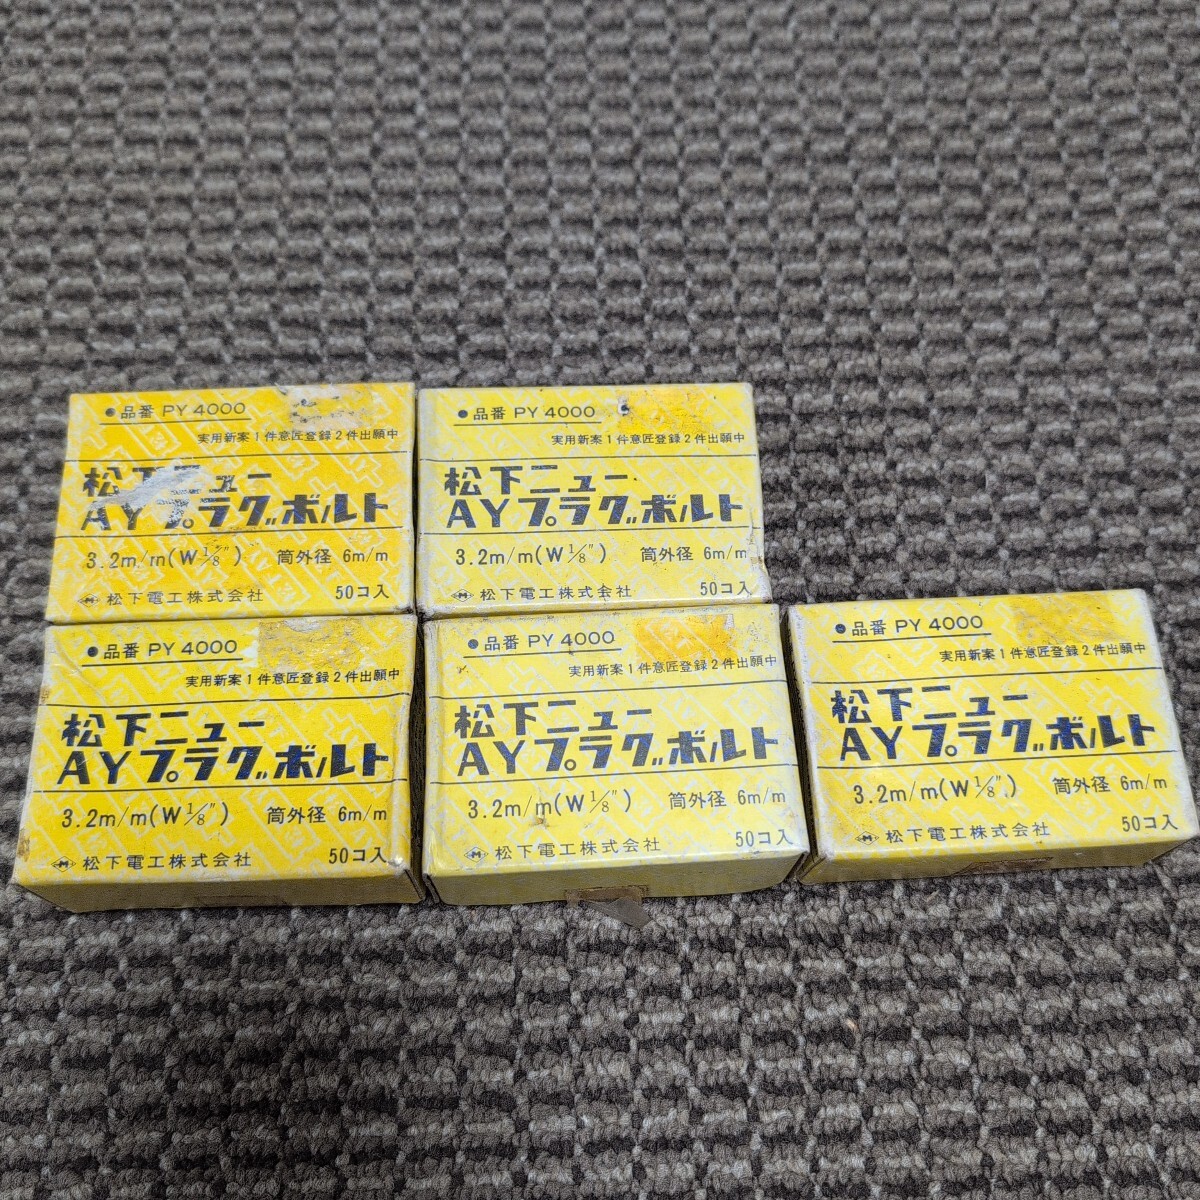 ●品番 PY 4000
実用新案1件意匠登録2件出願中
松下ニュー
AYプラグボルト
3.2m/m(W 1/8") 筒外径 6m/m
松下電工株式会社 50コ入
●品番 PY 4000
実用新案1件意匠登録2件出願中
松下ニュー
AYプラグボルト
3.2m/m(W 1/8") 筒外径 6m/m
松下電工株式会社 50コ入
●品番 PY 4000
実用新案1件意匠登録2件出願中
松下ニュー
AYプラグボルト
3.2m/m(W 1/8") 筒外径 6m/m
松下電工株式会社 50コ入
●品番 PY 4000
実用新案1件意匠登録2件出願中
松下ニュー
AYプラグボルト
3.2m/m(W 1/8") 筒外径 6m/m
松下電工株式会社 50コ入
●品番 PY 4000
実用新案1件意匠登録2件出願中
松下ニュー
AYプラグボルト
3.2m/m(W 1/8") 筒外径 6m/m
松下電工株式会社 50コ入